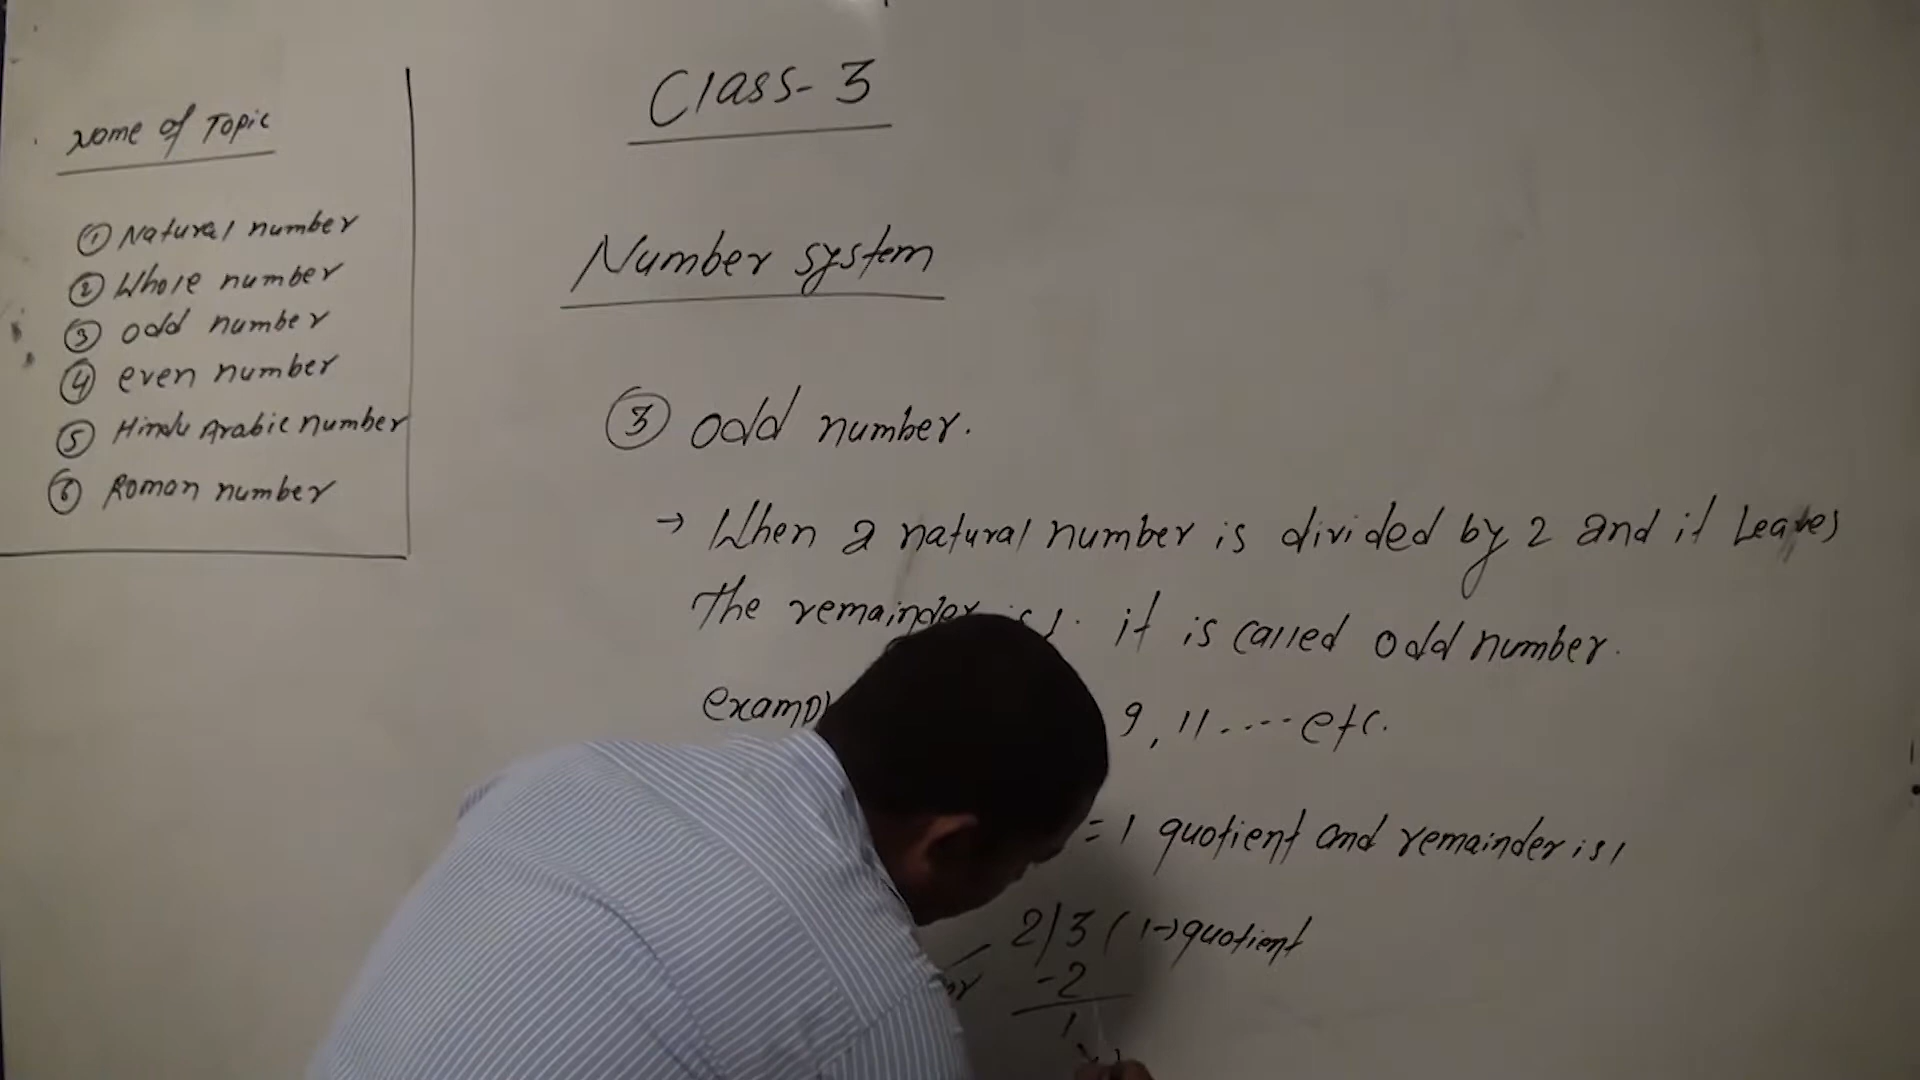 Name of Topic
① Natural number
② Whole number
③ odd number
④ even number
⑤ Hindu Arabic number
⑥ Roman number
Class- 3
Number system
③ odd number.
→ When a natural number is divided by 2 and it Leaves
The remainder is 1. it is called odd number.
9, 11....etc.
= 1 quotient and remainder is 1
2)3(1→quotient
-2
1